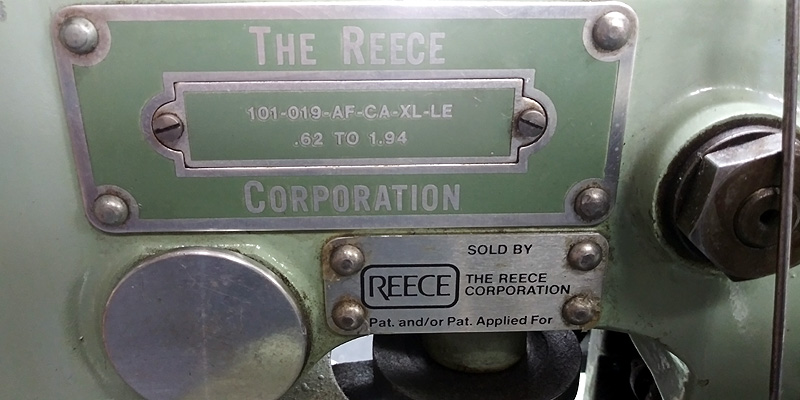 THE REECE
101-019-AF-CA-XL-LE
.62 TO 1.94
CORPORATION
SOLD BY
REECE
THE REECE
CORPORATION
Pat. and/or Pat. Applied For